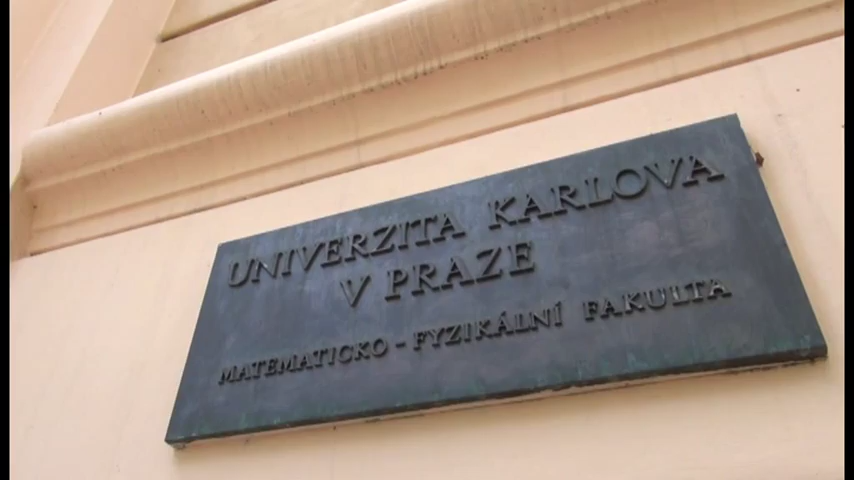 UNIVERZITA KARLOVA
V PRAZE
MATEMATICKO - FYZIKÁLNÍ FAKULTA